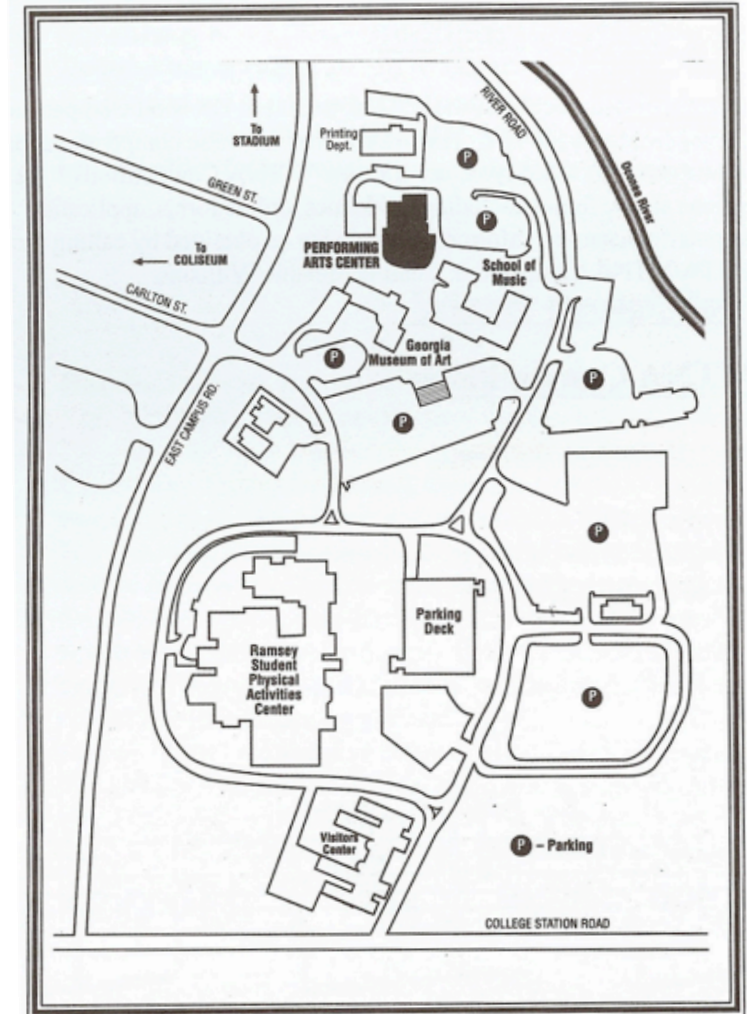 RIVER ROAD
To
STADIUM
Printing
Dept.
P
Oconee River
GREEN ST.
P
To
COLISEUM
PERFORMING
ARTS CENTER
School of
Music
CARLTON ST.
Georgia
Museum of Art
P
P
EAST CAMPUS RD.
P
P
Parking
Deck
Ramsey
Student
Physical
Activities
Center
P
Visitors
Center
P – Parking
COLLEGE STATION ROAD